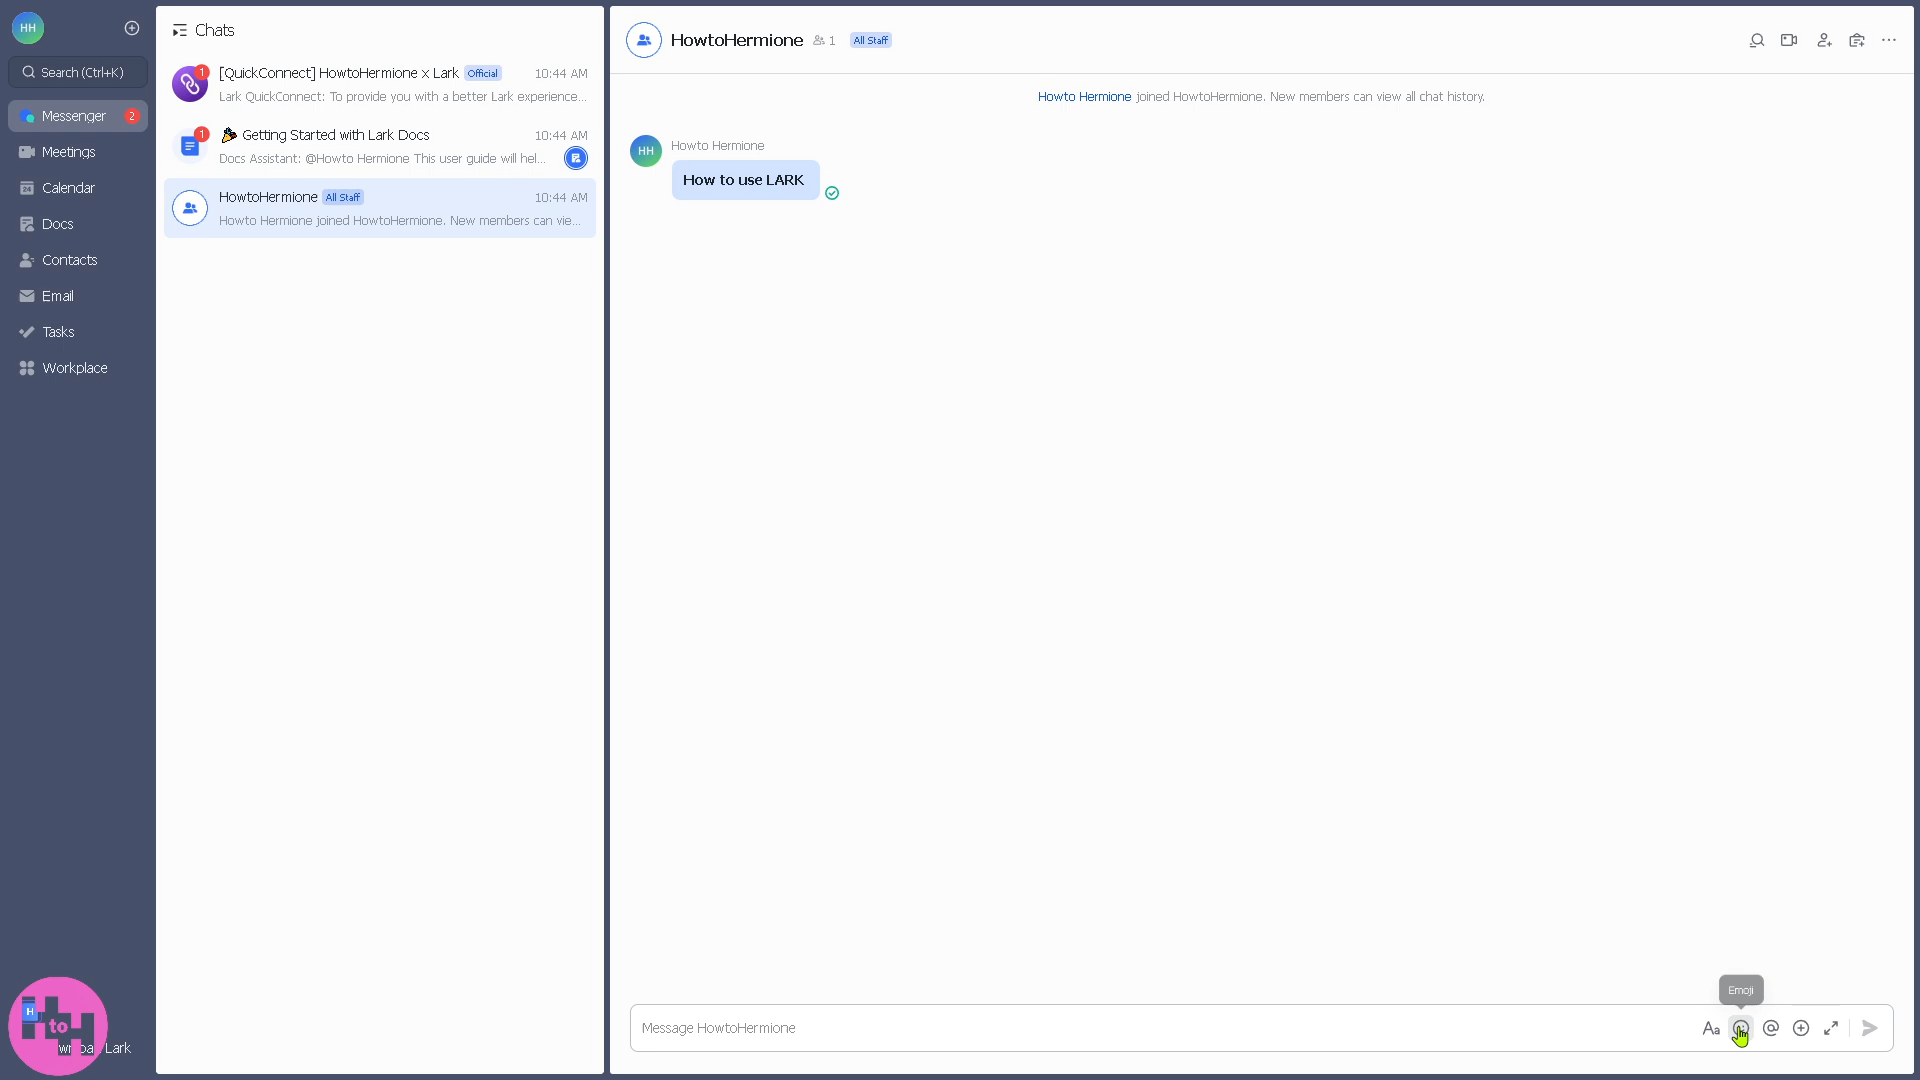 HH
Search (Ctrl+K)
Messenger 2
Meetings
Calendar
Docs
Contacts
Email
Tasks
Workplace
H
to
Lark
Chats
1
[QuickConnect] HowtoHermione x Lark Official 10:44 AM
Lark QuickConnect: To provide you with a better Lark experience...
1
Getting Started with Lark Docs 10:44 AM
Docs Assistant: @Howto Hermione This user guide will hel...
HowtoHermione All Staff 10:44 AM
Howto Hermione joined HowtoHermione. New members can vie...
HowtoHermione 1 All Staff
Howto Hermione joined HowtoHermione. New members can view all chat history.
HH
Howto Hermione
How to use LARK
Emoji
Message HowtoHermione
Aa